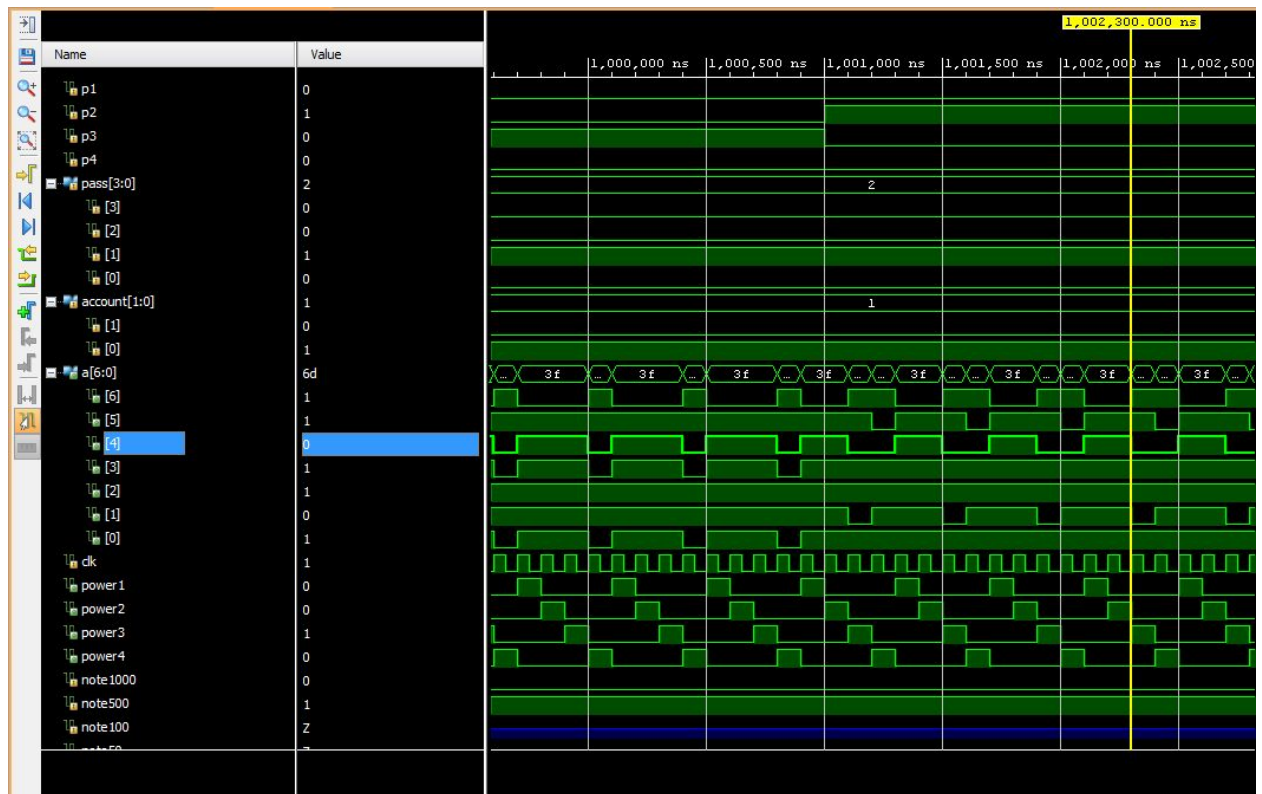 1,002,300.000 ns
Name Value
1,000,000 ns 1,000,500 ns 1,001,000 ns 1,001,500 ns 1,002,000 ns 1,002,500
p1 0
p2 1
p3 0
p4 0
pass[3:0] 2 2
[3] 0
[2] 0
[1] 1
[0] 0
account[1:0] 1 1
[1] 0
[0] 1
a[6:0] 6d ... 3f ... 3f ... 3f ... 3f ... ... 3f ... 3f ... ... 3f ... ... 3f ...
[6] 1
[5] 1
[4] 0
[3] 1
[2] 1
[1] 0
[0] 1
clk 1
power1 0
power2 0
power3 1
power4 0
note1000 0
note500 1
note100 Z